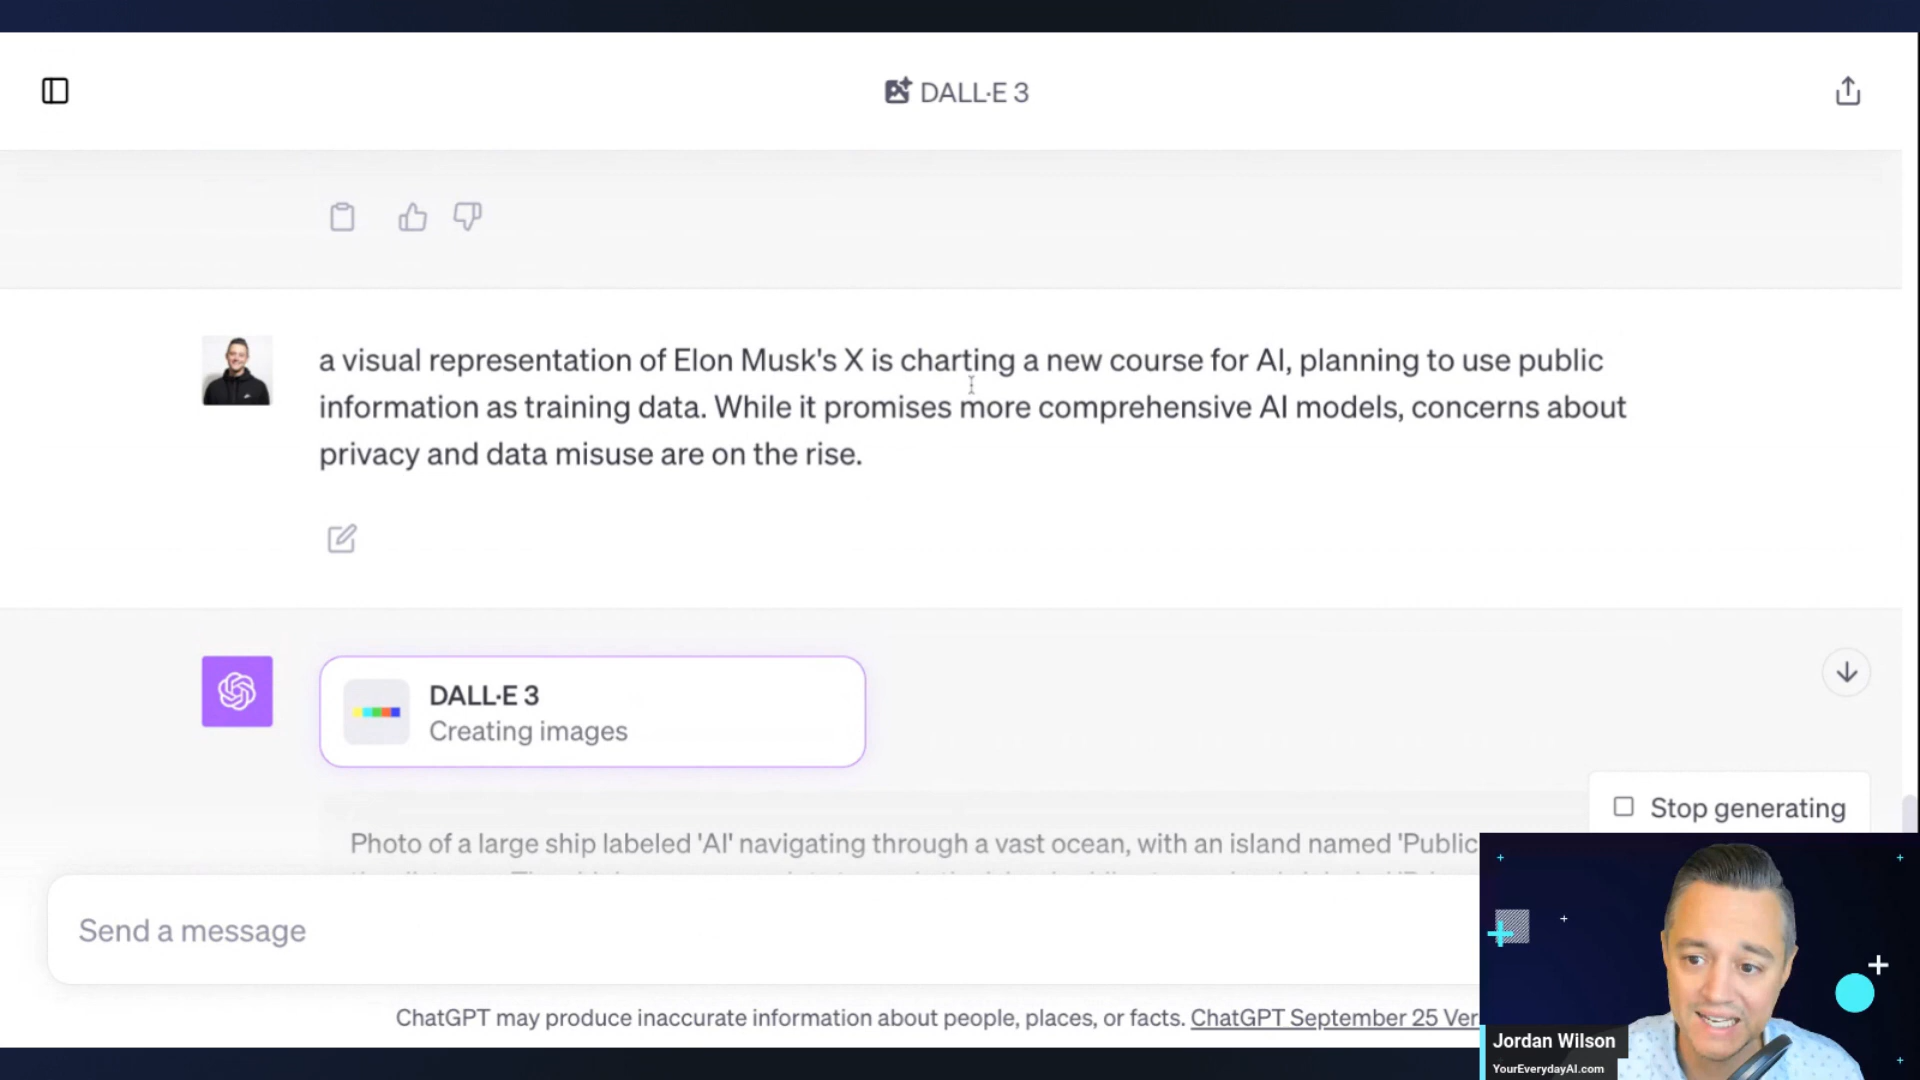 DALL·E 3
a visual representation of Elon Musk's X is charting a new course for AI, planning to use public
information as training data. While it promises more comprehensive AI models, concerns about
privacy and data misuse are on the rise.
DALL·E 3
Creating images
Stop generating
Photo of a large ship labeled 'AI' navigating through a vast ocean, with an island named 'Public
Send a message
ChatGPT may produce inaccurate information about people, places, or facts. ChatGPT September 25 Ver
Jordan Wilson
YourEverydayAI.com